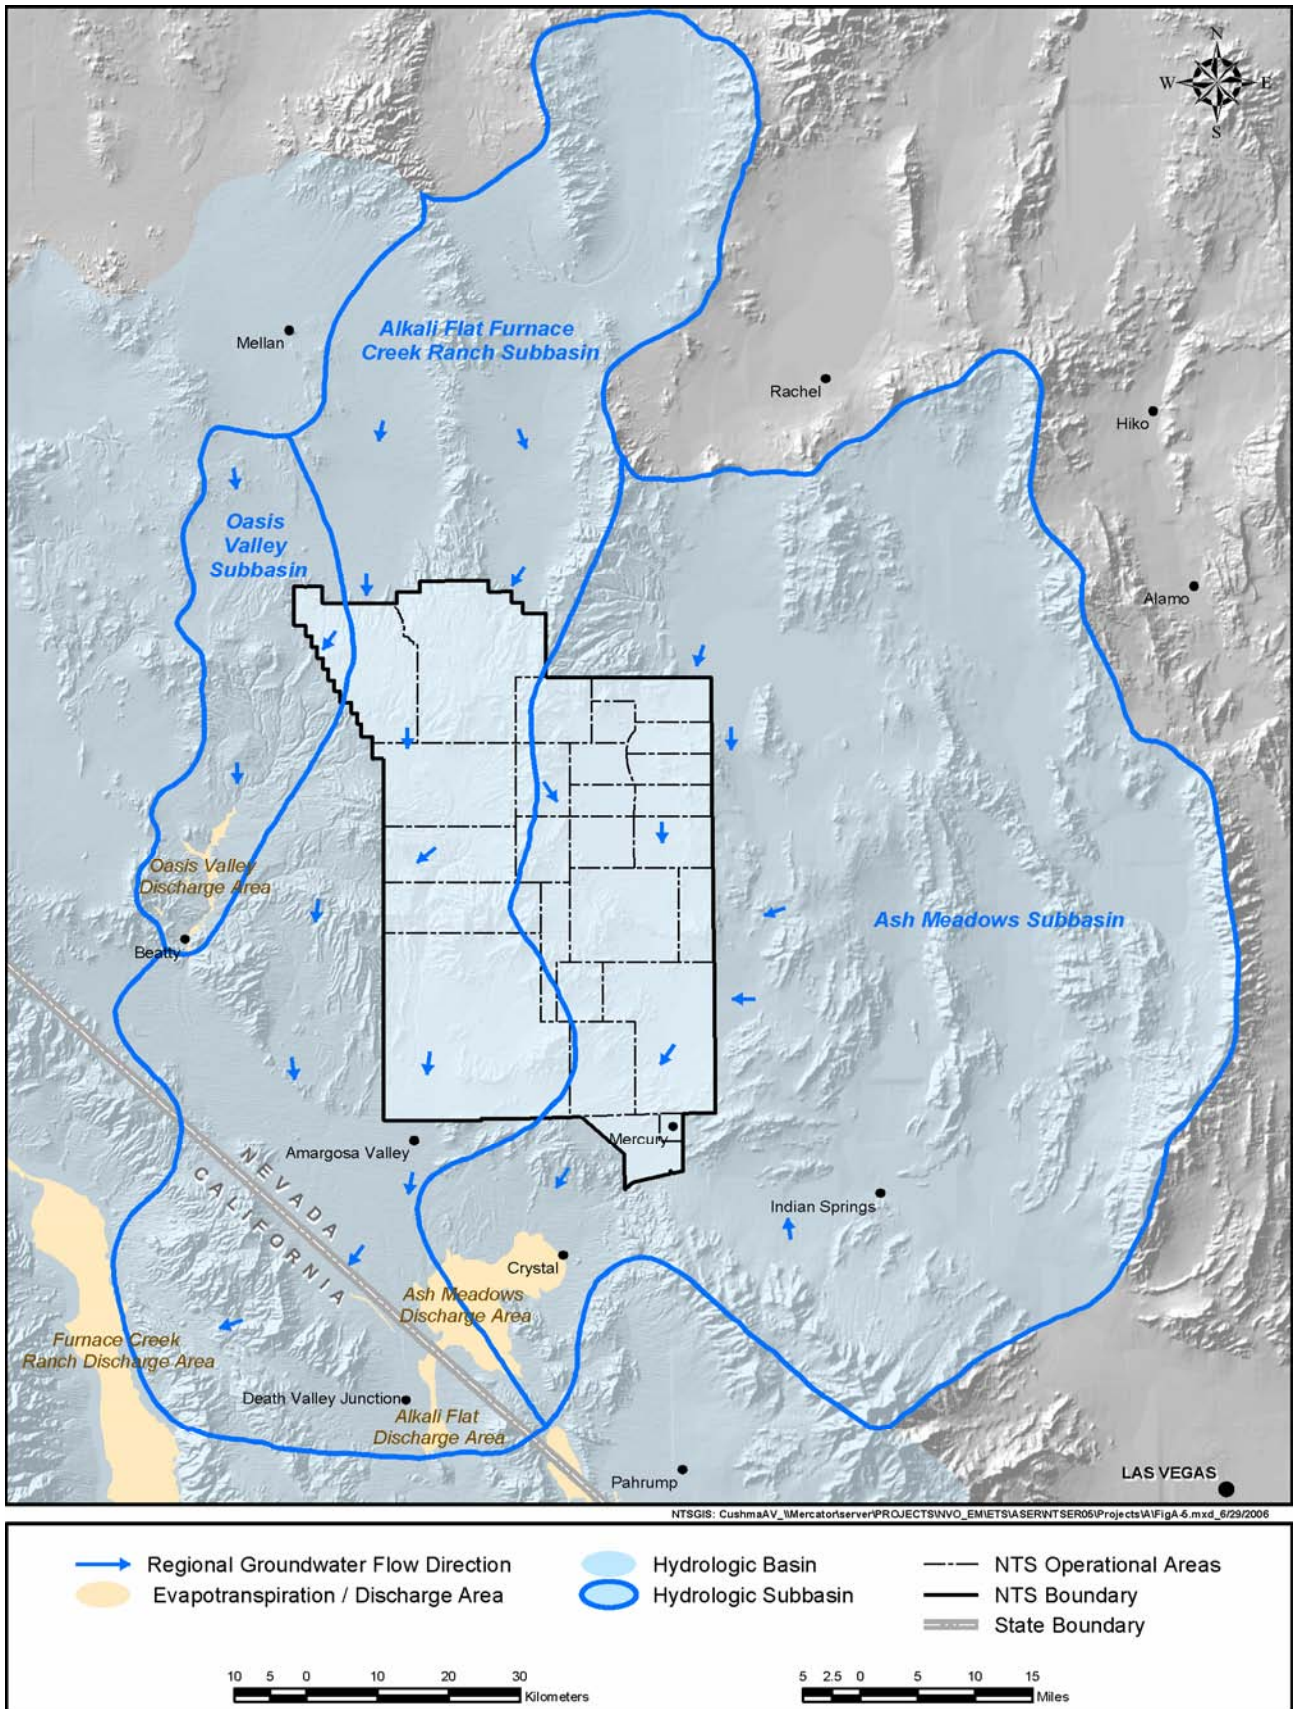 N
W E
S
Mellan
Alkali Flat Furnace
Creek Ranch Subbasin
Rachel
Hiko
Oasis
Valley
Subbasin
Alamo
Oasis Valley
Discharge Area
Ash Meadows Subbasin
Beatty
Mercury
Amargosa Valley
NEVADA
CALIFORNIA
Indian Springs
Crystal
Ash Meadows
Discharge Area
Furnace Creek
Ranch Discharge Area
Death Valley Junction
Alkali Flat
Discharge Area
Pahrump
LAS VEGAS
NTSGIS: CushmaAV_\\Mercator\server\PROJECTS\NVO_EM\ETS\ASER\NTSER05\Projects\A\FigA-5.mxd_6/29/2006
Regional Groundwater Flow Direction
Evapotranspiration / Discharge Area
Hydrologic Basin
Hydrologic Subbasin
NTS Operational Areas
NTS Boundary
State Boundary
10 5 0 10 20 30
Kilometers
5 2.5 0 5 10 15
Miles